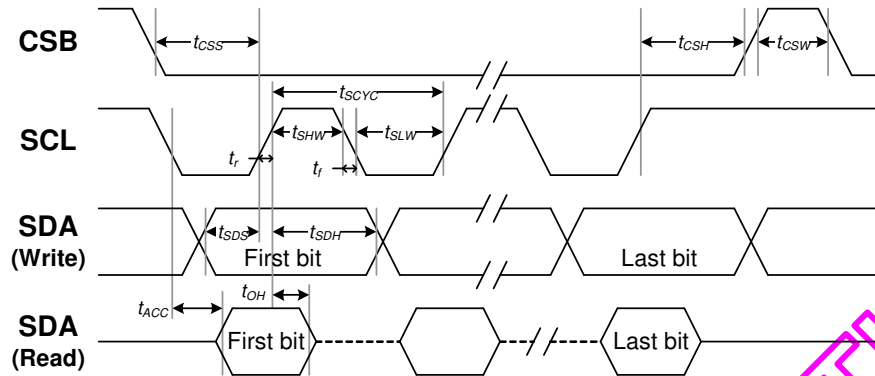 CSB
tCSS
tCSH
tCSW
tSCYC
SCL
tSHW
tSLW
tr
tf
SDA
(Write)
tSDS
tSDH
First bit
Last bit
tACC
tOH
SDA
(Read)
First bit
Last bit